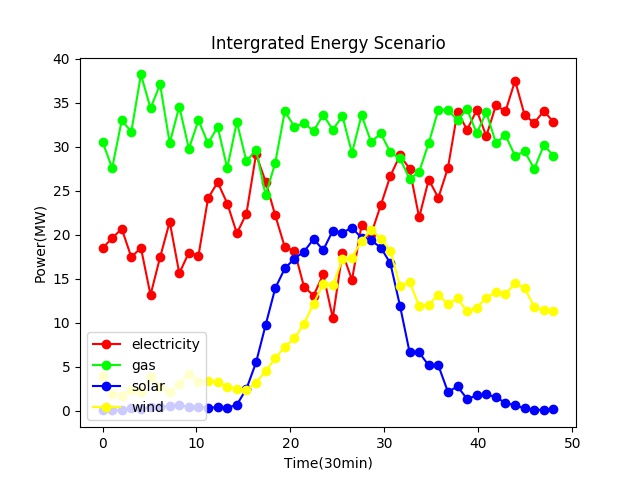 Intergrated Energy Scenario
Power(MW)
40
35
30
25
20
15
10
5
0
electricity
gas
solar
wind
0 10 20 30 40 50
Time(30min)